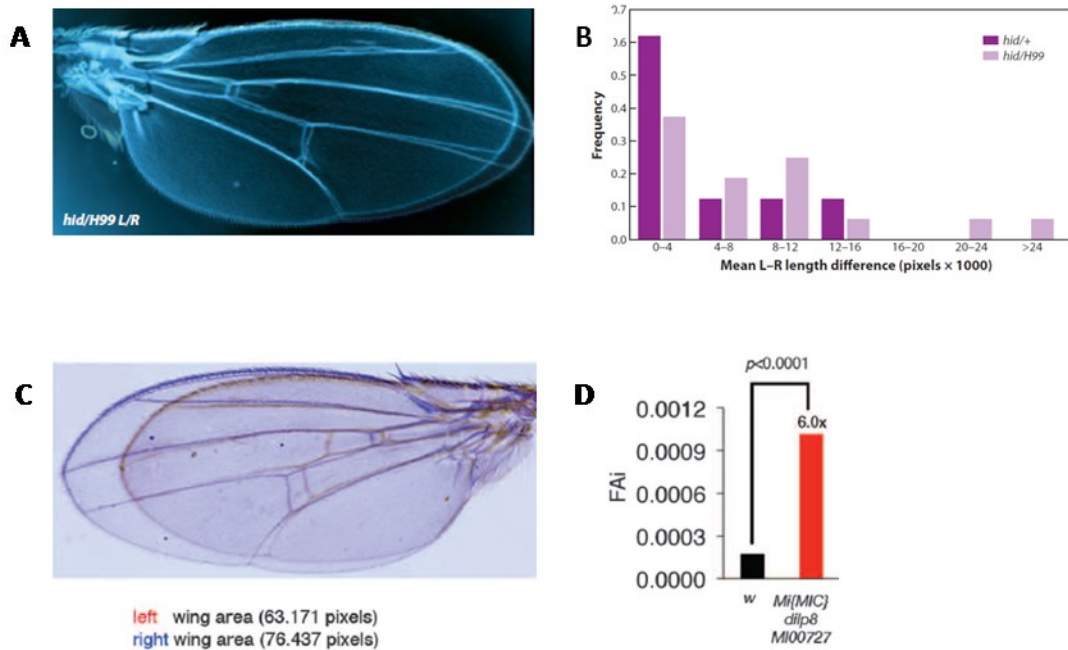 A
hid/H99 L/R
B
Frequency
0.7
0.6
0.5
0.4
0.3
0.2
0.1
0.0
hid/+
hid/H99
0–4
4–8
8–12
12–16
16–20
20–24
>24
Mean L–R length difference (pixels × 1000)
C
left wing area (63.171 pixels)
right wing area (76.437 pixels)
D
p<0.0001
6.0x
FAi
0.0012
0.0009
0.0006
0.0003
0.0000
w
Mi{MIC}
dilp8
MI00727